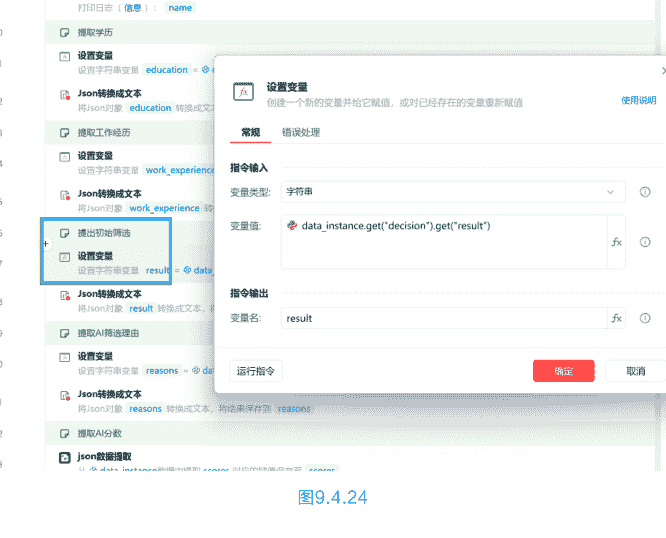 打印日志（信息）： name
提取学历
设置变量
设置字符串变量 education =
Json转换成文本
将Json对象 education 转换成文
提取工作经历
设置变量
设置字符串变量 work_experience
Json转换成文本
将Json对象 work_experience 转
提出初始筛选
设置变量
设置字符串变量 result = data_
Json转换成文本
将Json对象 result 转换成文本，将
提取AI筛选理由
设置变量
设置字符串变量 reasons = dat
Json转换成文本
将Json对象 reasons 转换成文本，将结果保存到 reasons
提取AI分数
json数据提取
从 data_instance数据中提取 scores 对应的键值保存至 scores
设置变量
创建一个新的变量并给它赋值，或对已经存在的变量重新赋值
使用说明
常规 错误处理
指令输入
变量类型: 字符串
变量值: data_instance.get("decision").get("result")
fx
指令输出
变量名: result fx
运行指令 确定 取消
图9.4.24